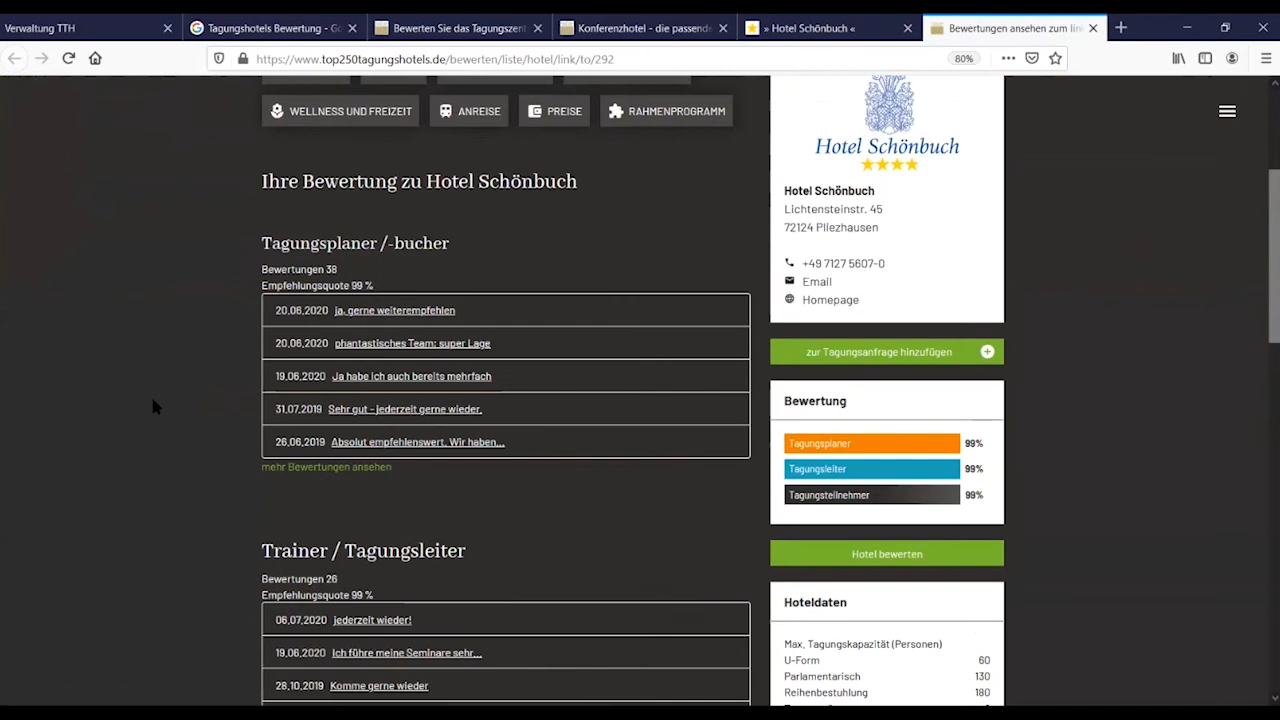 Verwaltung TTH
Tagungshotels Bewertung - Go
Bewerten Sie das Tagungszen
Konferenzhotel - die passende
» Hotel Schönbuch «
Bewertungen ansehen zum lin
https://www.top250tagungshotels.de/bewerten/liste/hotel/link/to/292
80%
WELLNESS UND FREIZEIT
ANREISE
PREISE
RAHMENPROGRAMM
Ihre Bewertung zu Hotel Schönbuch
Tagungsplaner /-bucher
Bewertungen 38
Empfehlungsquote 99 %
20.06.2020 ja, gerne weiterempfehlen
20.06.2020 phantastisches Team: super Lage
19.06.2020 Ja habe ich auch bereits mehrfach
31.07.2019 Sehr gut - jederzeit gerne wieder.
26.06.2019 Absolut empfehlenswert. Wir haben...
mehr Bewertungen ansehen
Trainer / Tagungsleiter
Bewertungen 26
Empfehlungsquote 99 %
06.07.2020 jederzeit wieder!
19.06.2020 Ich führe meine Seminare sehr...
28.10.2019 Komme gerne wieder
Hotel Schönbuch
Hotel Schönbuch
Lichtensteinstr. 45
72124 Pliezhausen
+49 7127 5607-0
Email
Homepage
zur Tagungsanfrage hinzufügen
Bewertung
Tagungsplaner 99%
Tagungsleiter 99%
Tagungsteilnehmer 99%
Hotel bewerten
Hoteldaten
Max. Tagungskapazität (Personen)
U-Form 60
Parlamentarisch 130
Reihenbestuhlung 180